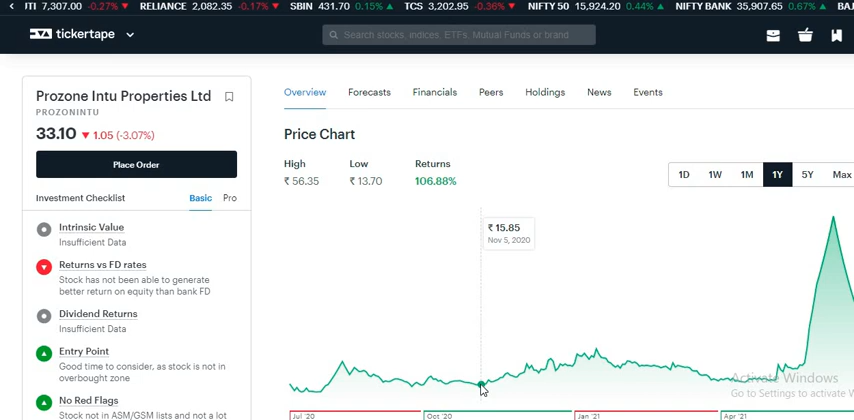 ITI 7,307.00 -0.27% RELIANCE 2,082.35 -0.17% SBIN 431.70 0.15% TCS 3,202.95 -0.36% NIFTY 50 15,924.20 0.44% NIFTY BANK 35,907.65 0.67% BAJ
tickertape
Search stocks, indices, ETFs, Mutual Funds or brand
Prozone Intu Properties Ltd
PROZONINTU
33.10 1.05 (-3.07%)
Place Order
Investment Checklist Basic Pro
Intrinsic Value
Insufficient Data
Returns vs FD rates
Stock has not been able to generate
better return on equity than bank FD
Dividend Returns
Insufficient Data
Entry Point
Good time to consider, as stock is not in
overbought zone
No Red Flags
Stock not in ASM/GSM lists and not a lot
Overview Forecasts Financials Peers Holdings News Events
Price Chart
High Low Returns
₹ 56.35 ₹ 13.70 106.88%
1D 1W 1M 1Y 5Y Max
₹ 15.85
Nov 5, 2020
Jul '20 Oct '20 Jan '21 Apr '21
Activate Windows
Go to Settings to activate W